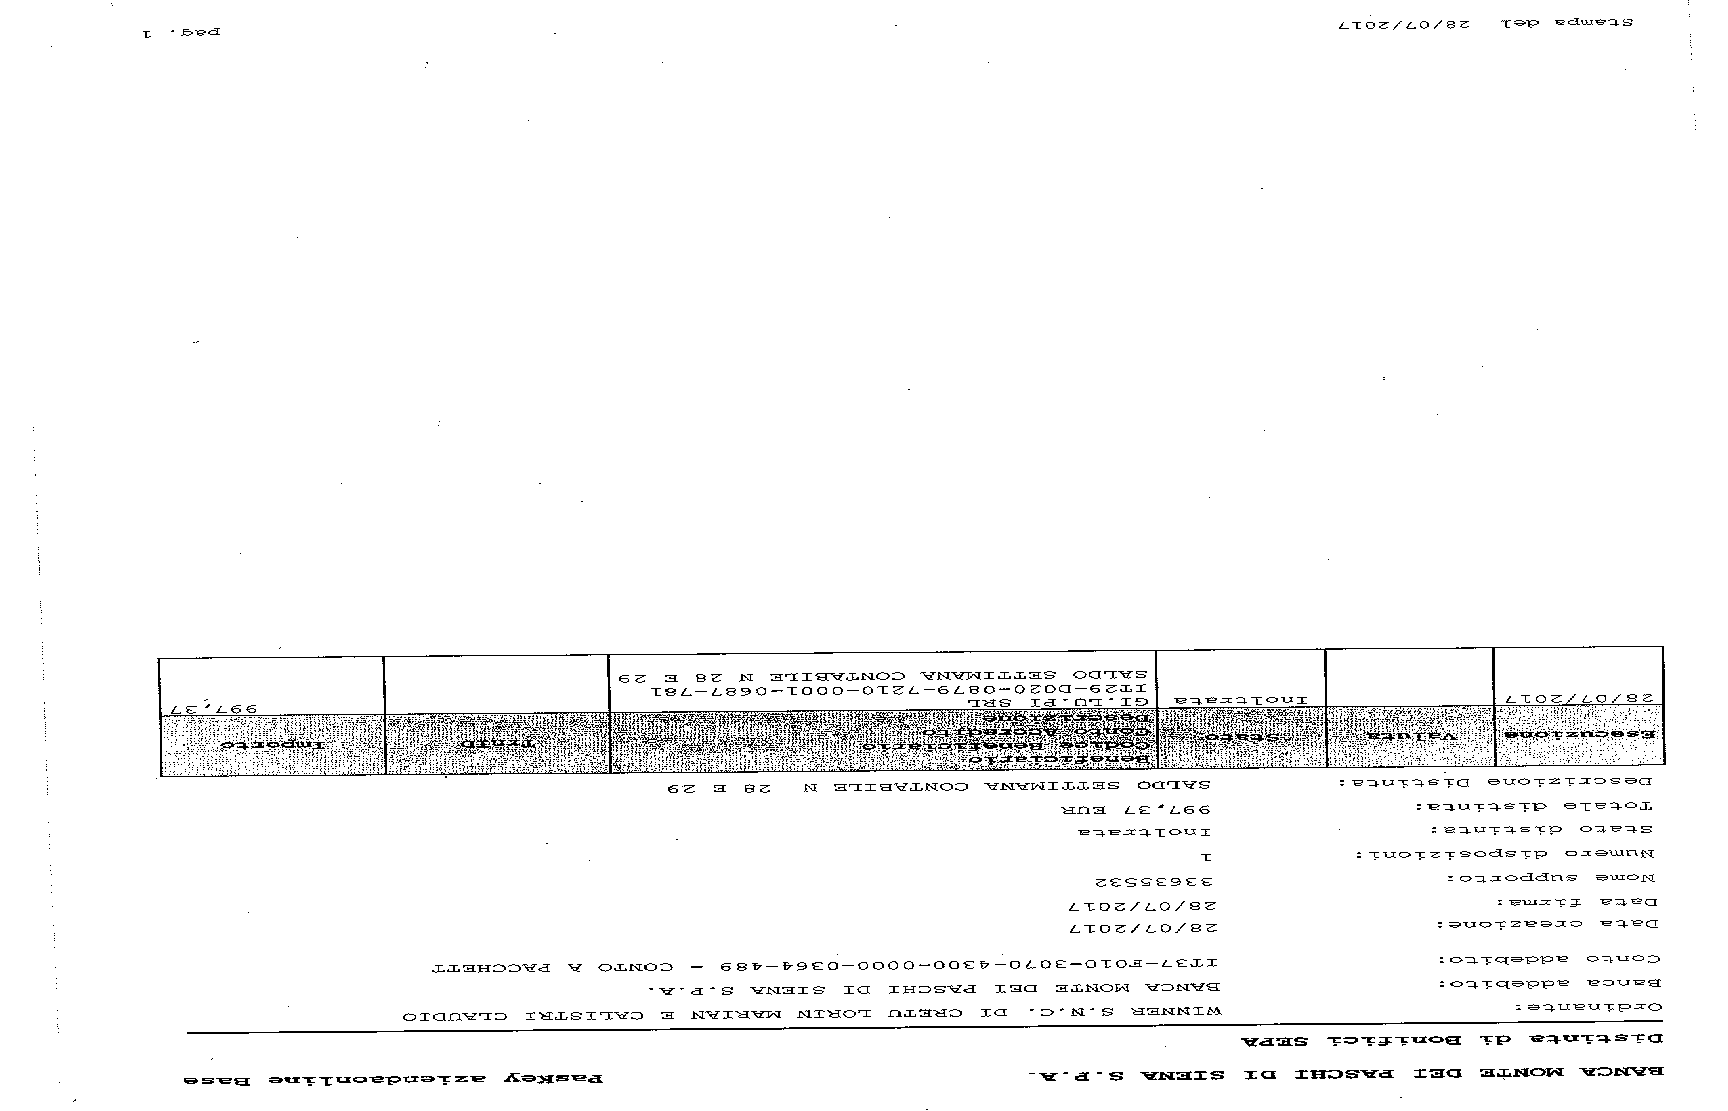 BANCA MONTE DEI PASCHI DI SIENA S.P.A. PasKey aziendaonline Base
Distinta di Bonifici SEPA
Ordinante: WINNER S.N.C. DI CRETU LORIN MARIAN E CALISTRI CLAUDIO
Banca addebito: BANCA MONTE DEI PASCHI DI SIENA S.P.A.
Conto addebito: IT37-F010-3070-4300-0000-0364-489 - CONTO A PACCHETT
Data creazione: 28/07/2017
Data firma: 28/07/2017
Nome supporto: 33635532
Numero disposizioni: 1
Stato distinta: Inoltrata
Totale distinta: 997,37 EUR
Descrizione Distinta: SALDO SETTIMANA CONTABILE N 28 E 29
Beneficiario
Codice Beneficiario
Esecuzione Valuta Stato Conto Accredito TrnID Importo
Descrizione
28/07/2017 Inoltrata GI.LU.PI SRL 997,37
IT29-D020-0879-7210-0001-0687-781
SALDO SETTIMANA CONTABILE N 28 E 29
Stampa del 28/07/2017 pag. 1